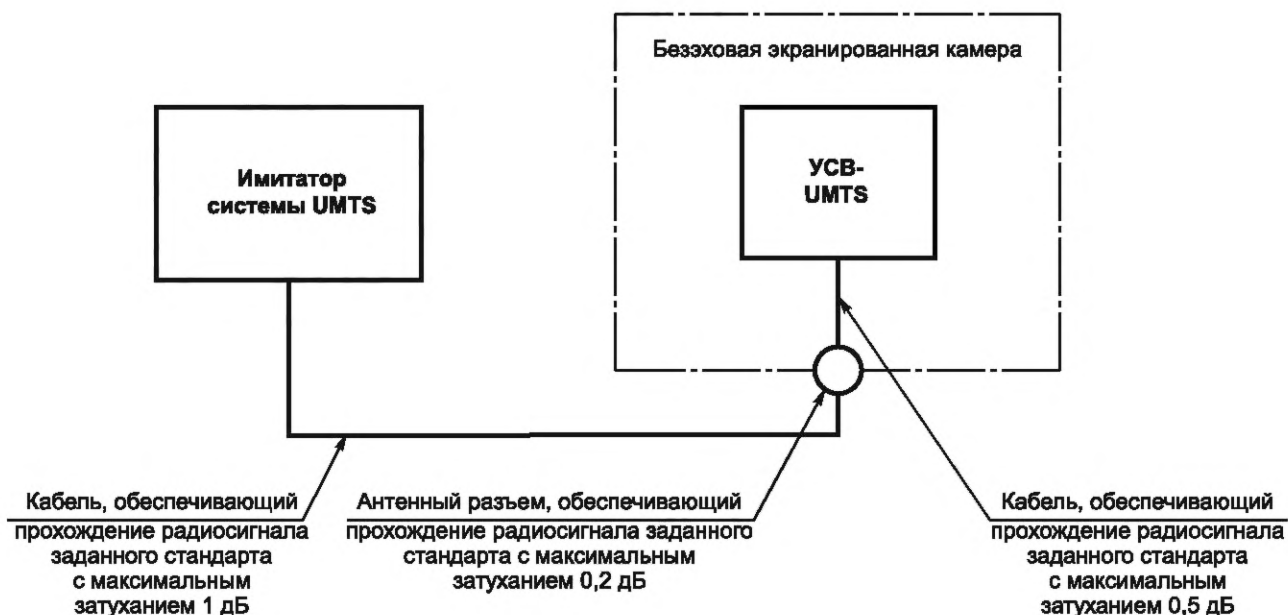 Безэховая экранированная камера
Имитатор
системы UMTS
УСВ-
UMTS
Кабель, обеспечивающий
прохождение радиосигнала
заданного стандарта
с максимальным
затуханием 1 дБ
Антенный разъем, обеспечивающий
прохождение радиосигнала заданного
стандарта с максимальным
затуханием 0,2 дБ
Кабель, обеспечивающий
прохождение радиосигнала
заданного стандарта
с максимальным
затуханием 0,5 дБ